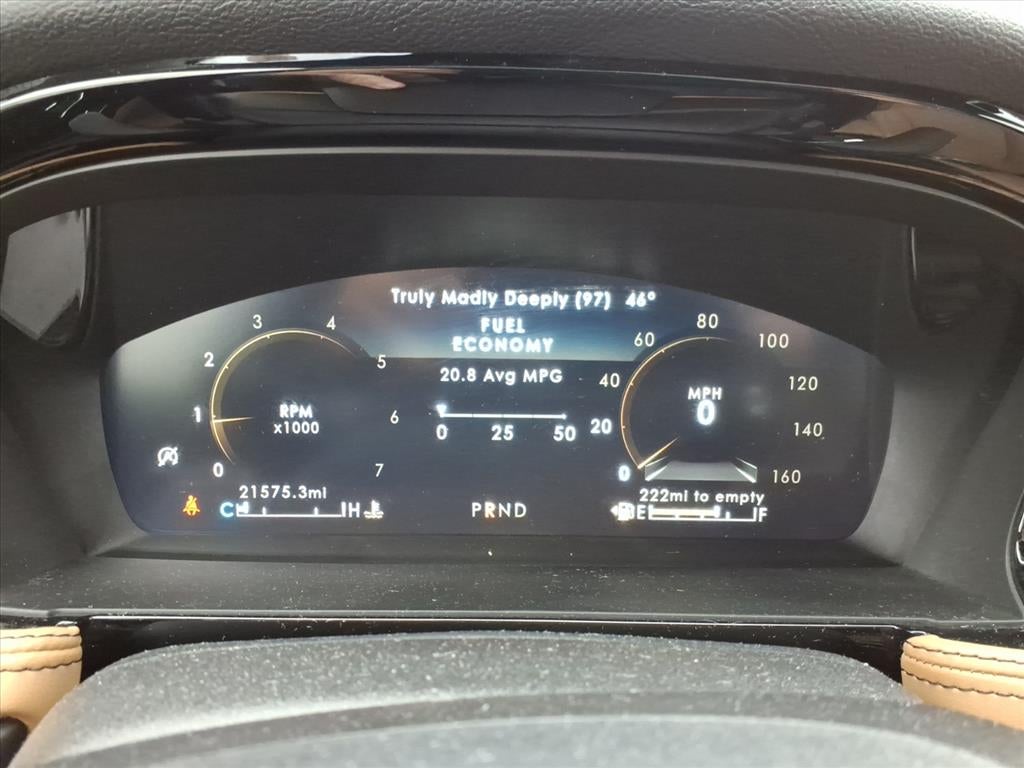 Truly Madly Deeply (97) 46°
FUEL
ECONOMY
20.8 Avg MPG
0 25 50
0 1 2 3 4 5 6 7
RPM
x1000
0 20 40 60 80 100 120 140 160
MPH
0
21575.3mi
C H
PRND
222mi to empty
E F